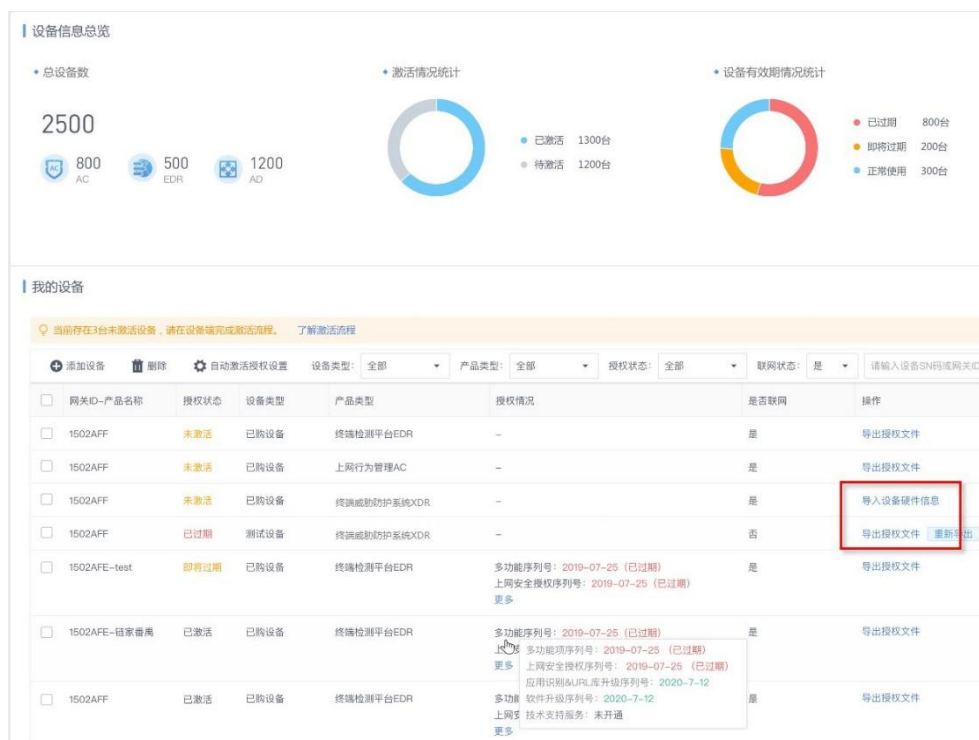 设备信息总览
总设备数
激活情况统计
设备有效期情况统计
2500
800
AC
500
EDR
1200
AD
已激活 1300台
待激活 1200台
已过期 800台
即将过期 200台
正常使用 300台
我的设备
当前存在3台未激活设备，请在设备端完成激活流程。 了解激活流程
添加设备 删除 自动激活授权设置 设备类型： 全部 产品类型： 全部 授权状态： 全部 联网状态： 是 请输入设备SN码或网关ID
网关ID-产品名称 授权状态 设备类型 产品类型 授权情况 是否联网 操作
1502AFF 未激活 已购设备 终端检测平台EDR - 是 导出授权文件
1502AFF 未激活 已购设备 上网行为管理AC - 是 导出授权文件
1502AFF 未激活 已购设备 终端威胁防护系统XDR - 是 导入设备硬件信息
1502AFF 已过期 测试设备 终端威胁防护系统XDR - 否 导出授权文件 重新导出
1502AFE-test 即将过期 已购设备 终端检测平台EDR 多功能序列号：2019-07-25（已过期） 是 导出授权文件
上网安全授权序列号：2019-07-25（已过期）
更多
1502AFE-链家番禺 已激活 已购设备 终端检测平台EDR 多功能序列号：2019-07-25（已过期） 是 导出授权文件
更多
多功能项序列号：2019-07-25 （已过期）
上网安全授权序列号： 2019-07-25 （已过期）
应用识别&URL库升级序列号：2020-7-12
软件升级序列号：2020-7-12
技术支持服务：未开通
1502AFF 已激活 已购设备 终端检测平台EDR 多功能 是 导出授权文件
上网安
更多